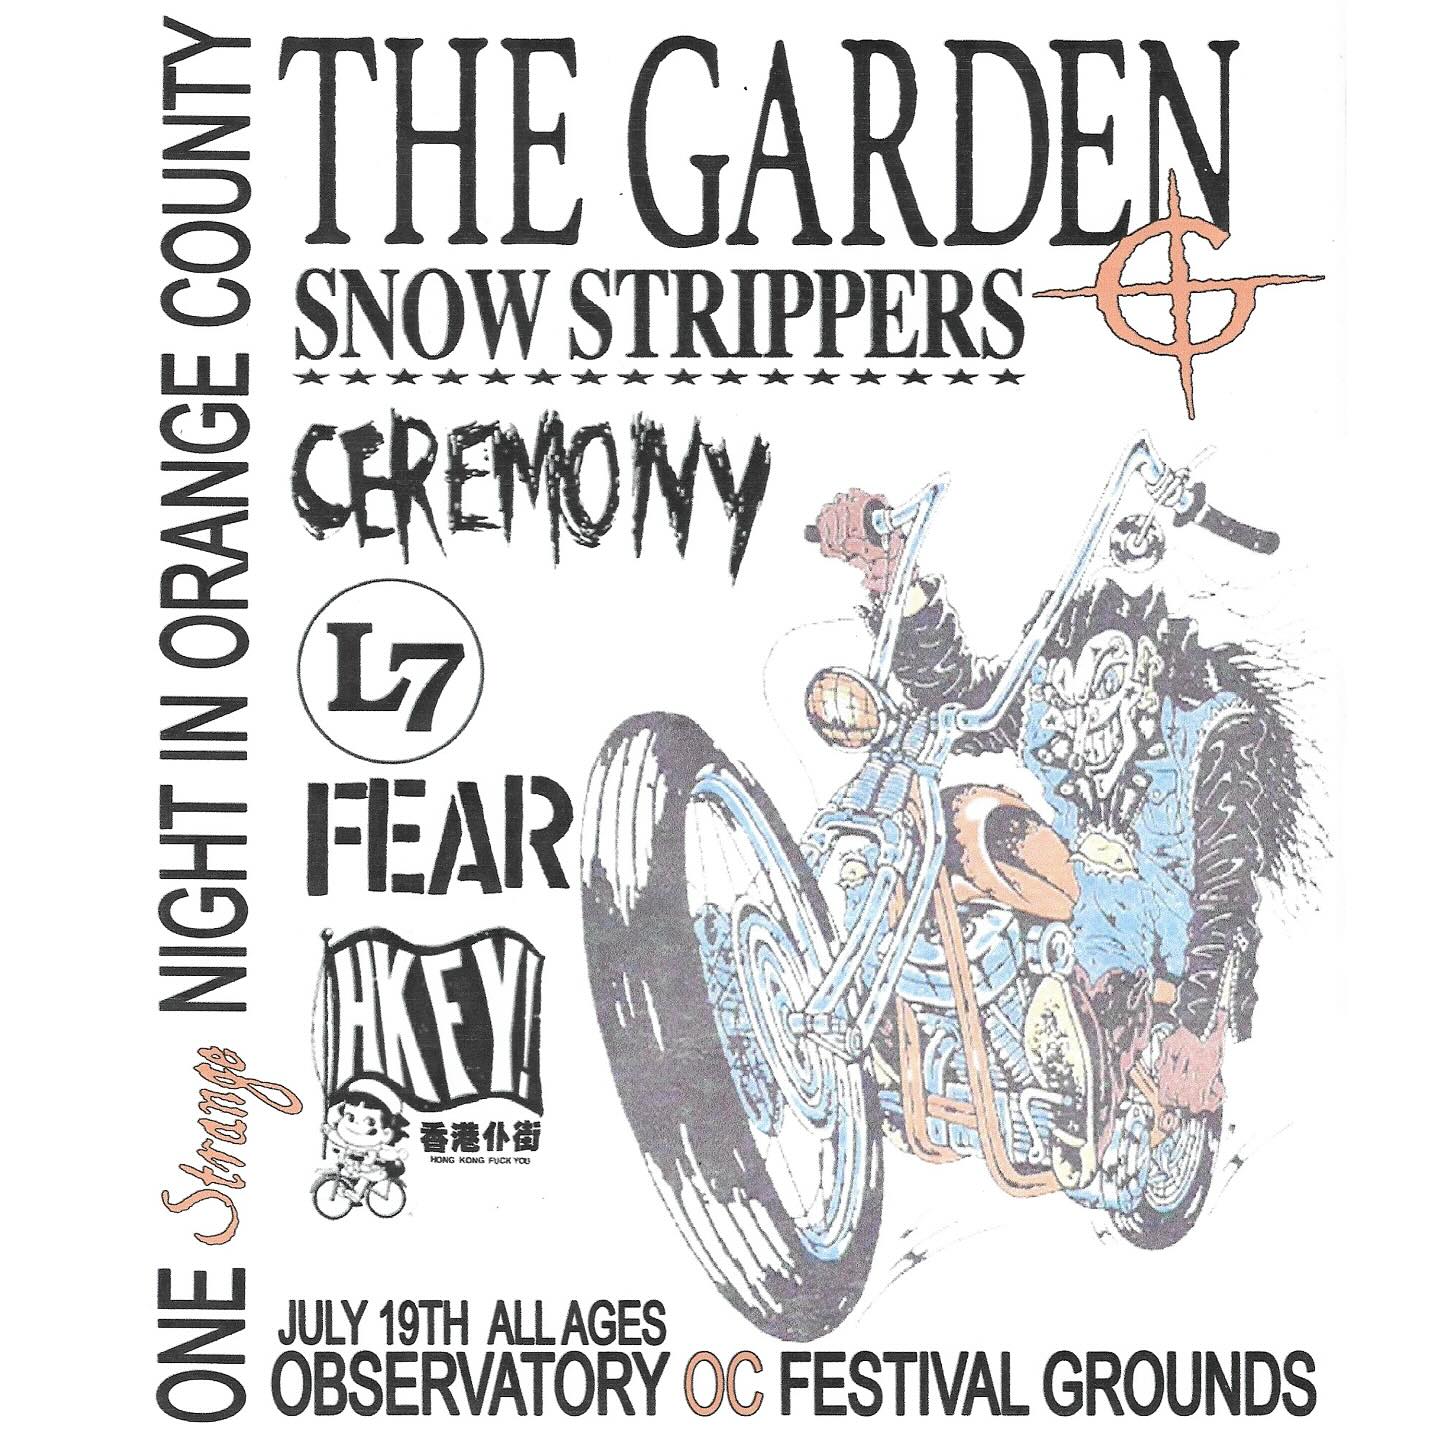 ONE Strange NIGHT IN ORANGE COUNTY
THE GARDEN
SNOW STRIPPERS
CEREMONY
L7
FEAR
HKFY!
香港仆街
HONG KONG FUCK YOU
JULY 19TH ALL AGES
OBSERVATORY OC FESTIVAL GROUNDS